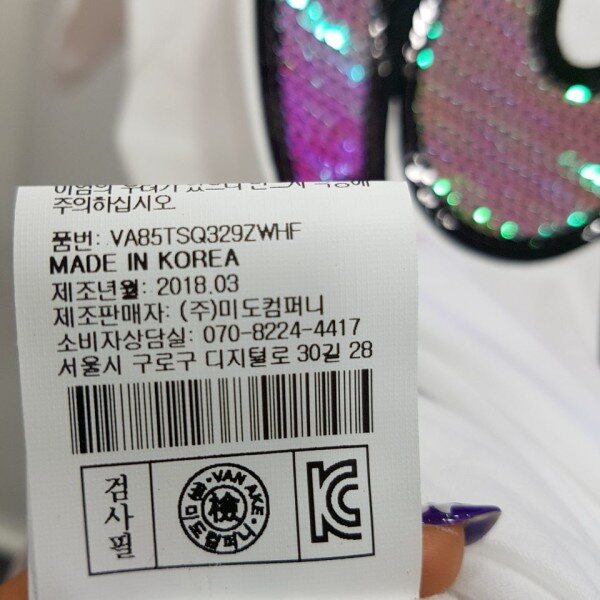 주의하십시오
품번: VA85TSQ329ZWHF
MADE IN KOREA
제조년월: 2018.03
제조판매자: (주)미도컴퍼니
소비자상담실: 070-8224-4417
서울시 구로구 디지털로 30길 28
검사필
VAN AKE
檢
미도컴퍼니
KC